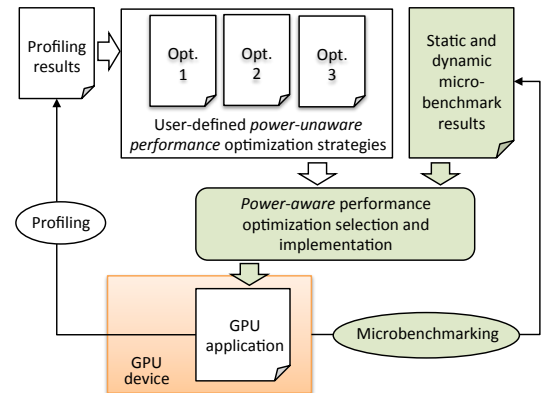 Profiling
results
Opt.
1
Opt.
2
Opt.
3
User-defined power-unaware
performance optimization strategies
Static and
dynamic
micro-
benchmark
results
Power-aware performance
optimization selection and
implementation
Profiling
GPU
application
GPU
device
Microbenchmarking